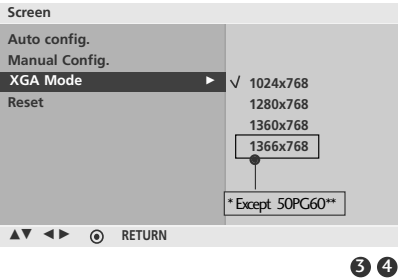 Screen
Auto config.
Manual Config.
XGA Mode ►
Reset
√ 1024x768
1280x768
1360x768
1366x768
* Except 50PG60**
▲▼ ◄► ⦿ RETURN
❸ ❹